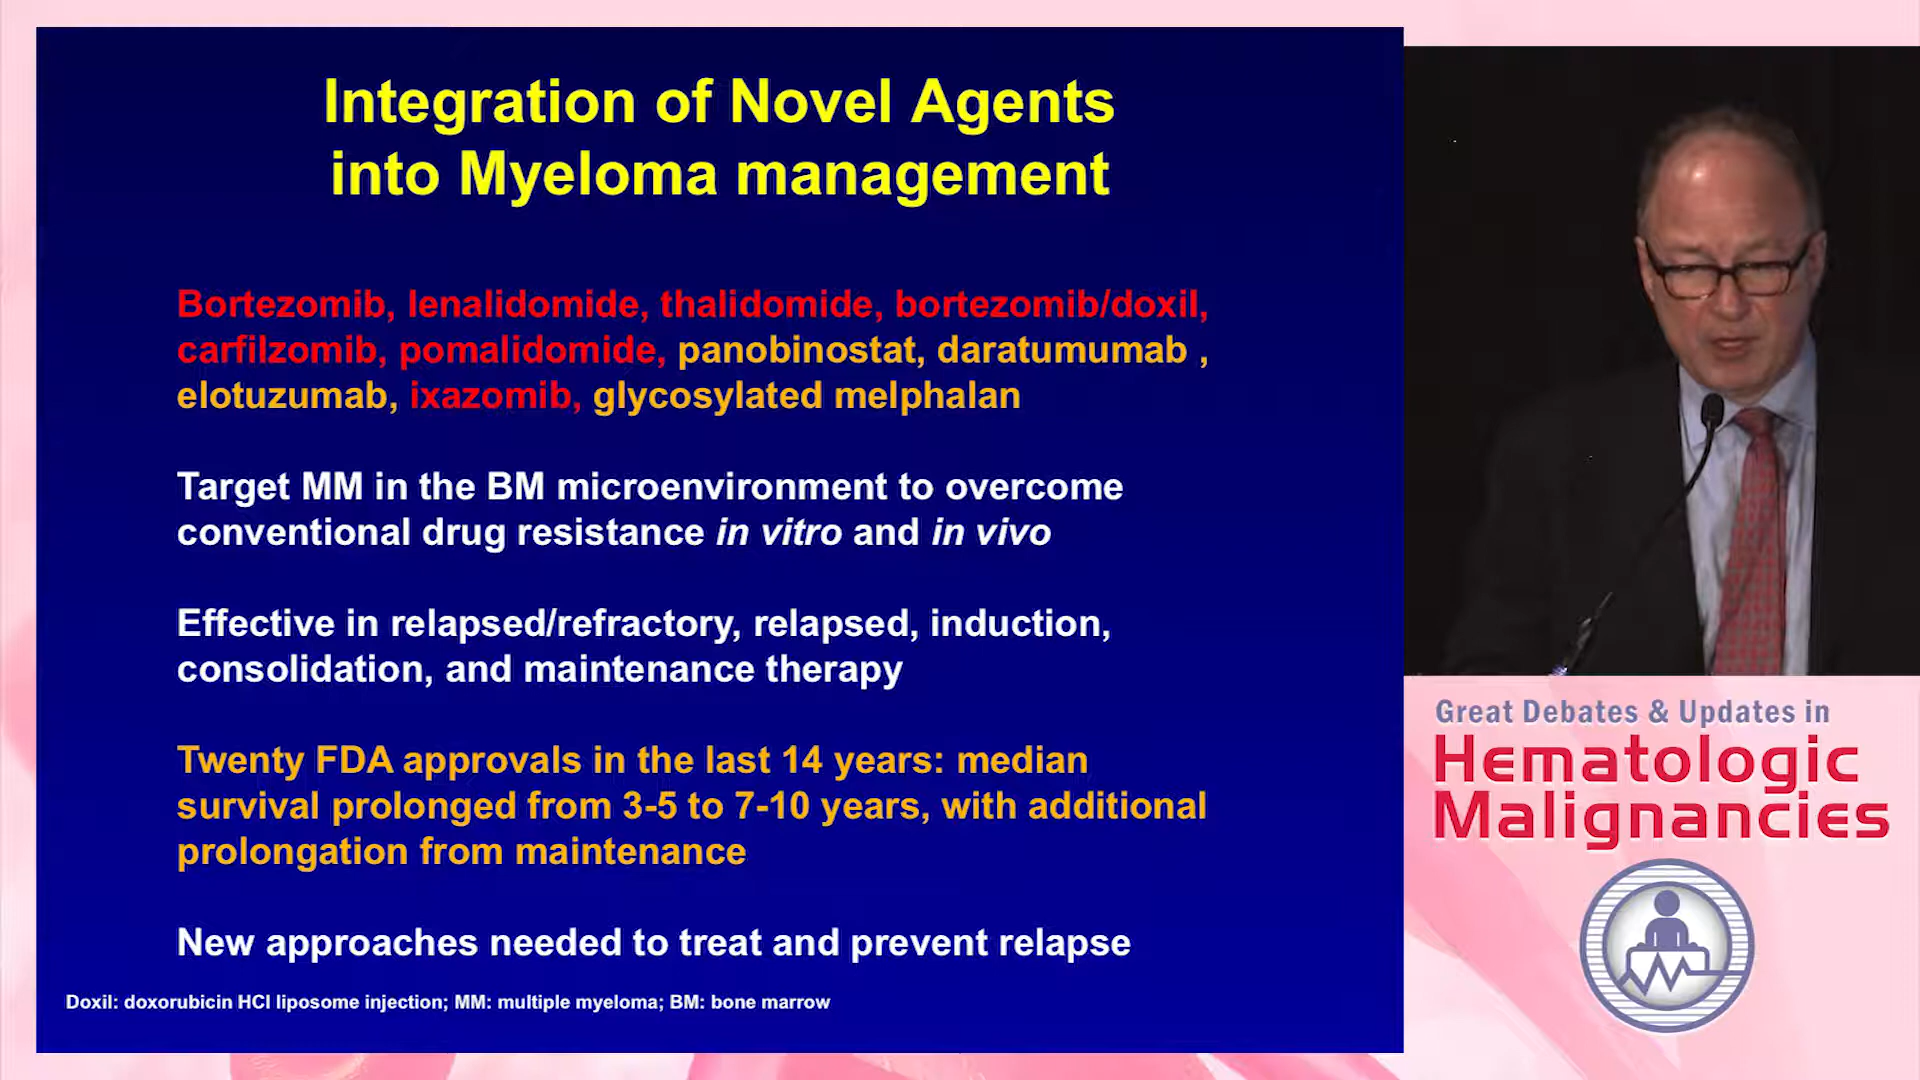 Integration of Novel Agents
into Myeloma management
Bortezomib, lenalidomide, thalidomide, bortezomib/doxil,
carfilzomib, pomalidomide, panobinostat, daratumumab ,
elotuzumab, ixazomib, glycosylated melphalan
Target MM in the BM microenvironment to overcome
conventional drug resistance in vitro and in vivo
Effective in relapsed/refractory, relapsed, induction,
consolidation, and maintenance therapy
Twenty FDA approvals in the last 14 years: median
survival prolonged from 3-5 to 7-10 years, with additional
prolongation from maintenance
New approaches needed to treat and prevent relapse
Doxil: doxorubicin HCl liposome injection; MM: multiple myeloma; BM: bone marrow
Great Debates & Updates in
Hematologic
Malignancies